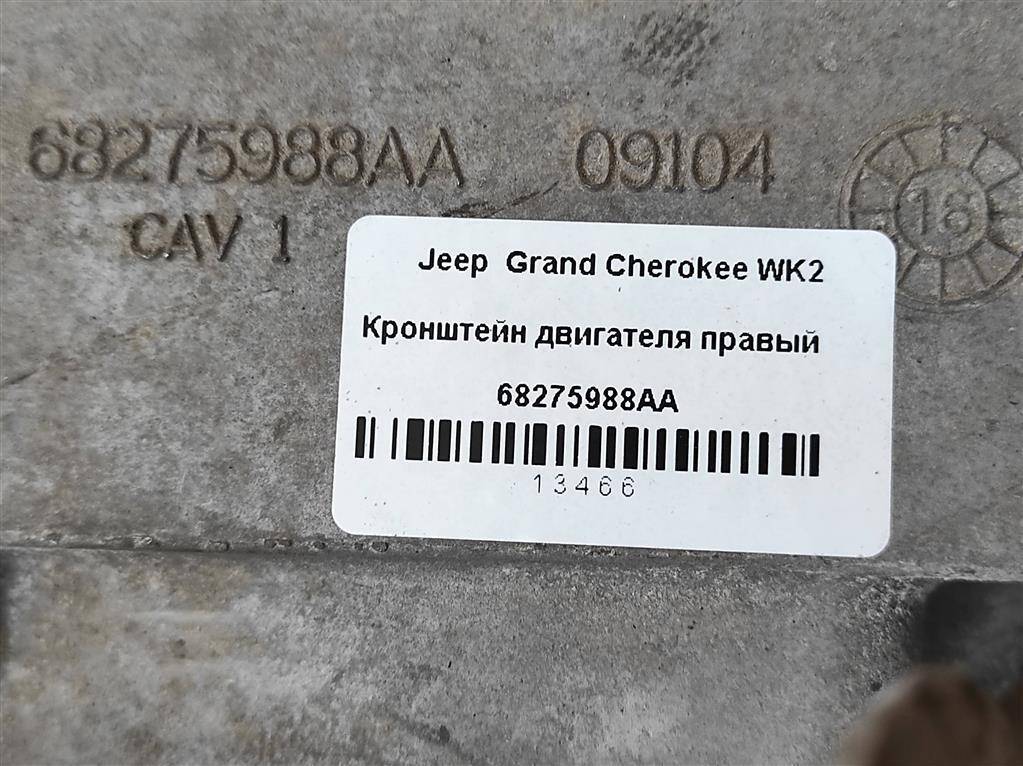 68275988AA 09104
CAV 1
16
Jeep Grand Cherokee WK2
Кронштейн двигателя правый
68275988AA
13466